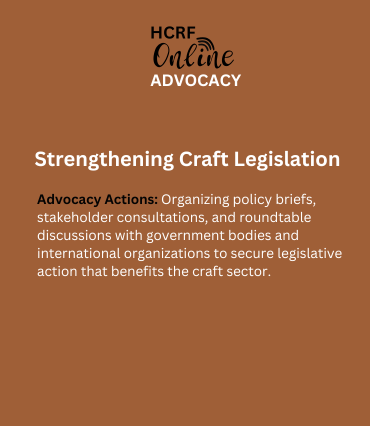 HCRF
Online
ADVOCACY
Strengthening Craft Legislation
Advocacy Actions: Organizing policy briefs,
stakeholder consultations, and roundtable
discussions with government bodies and
international organizations to secure legislative
action that benefits the craft sector.